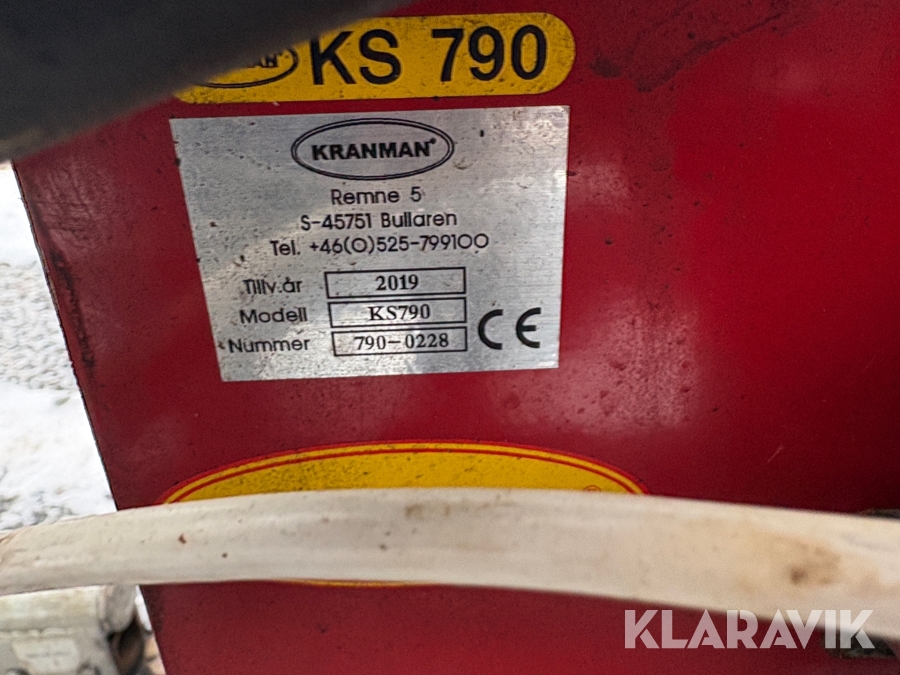 KS 790
KRANMAN®
Remne 5
S-45751 Bullaren
Tel. +46(0)525-799100
Tillv.år 2019
Modell KS790
Nummer 790-0228
CE
KLARAVIK